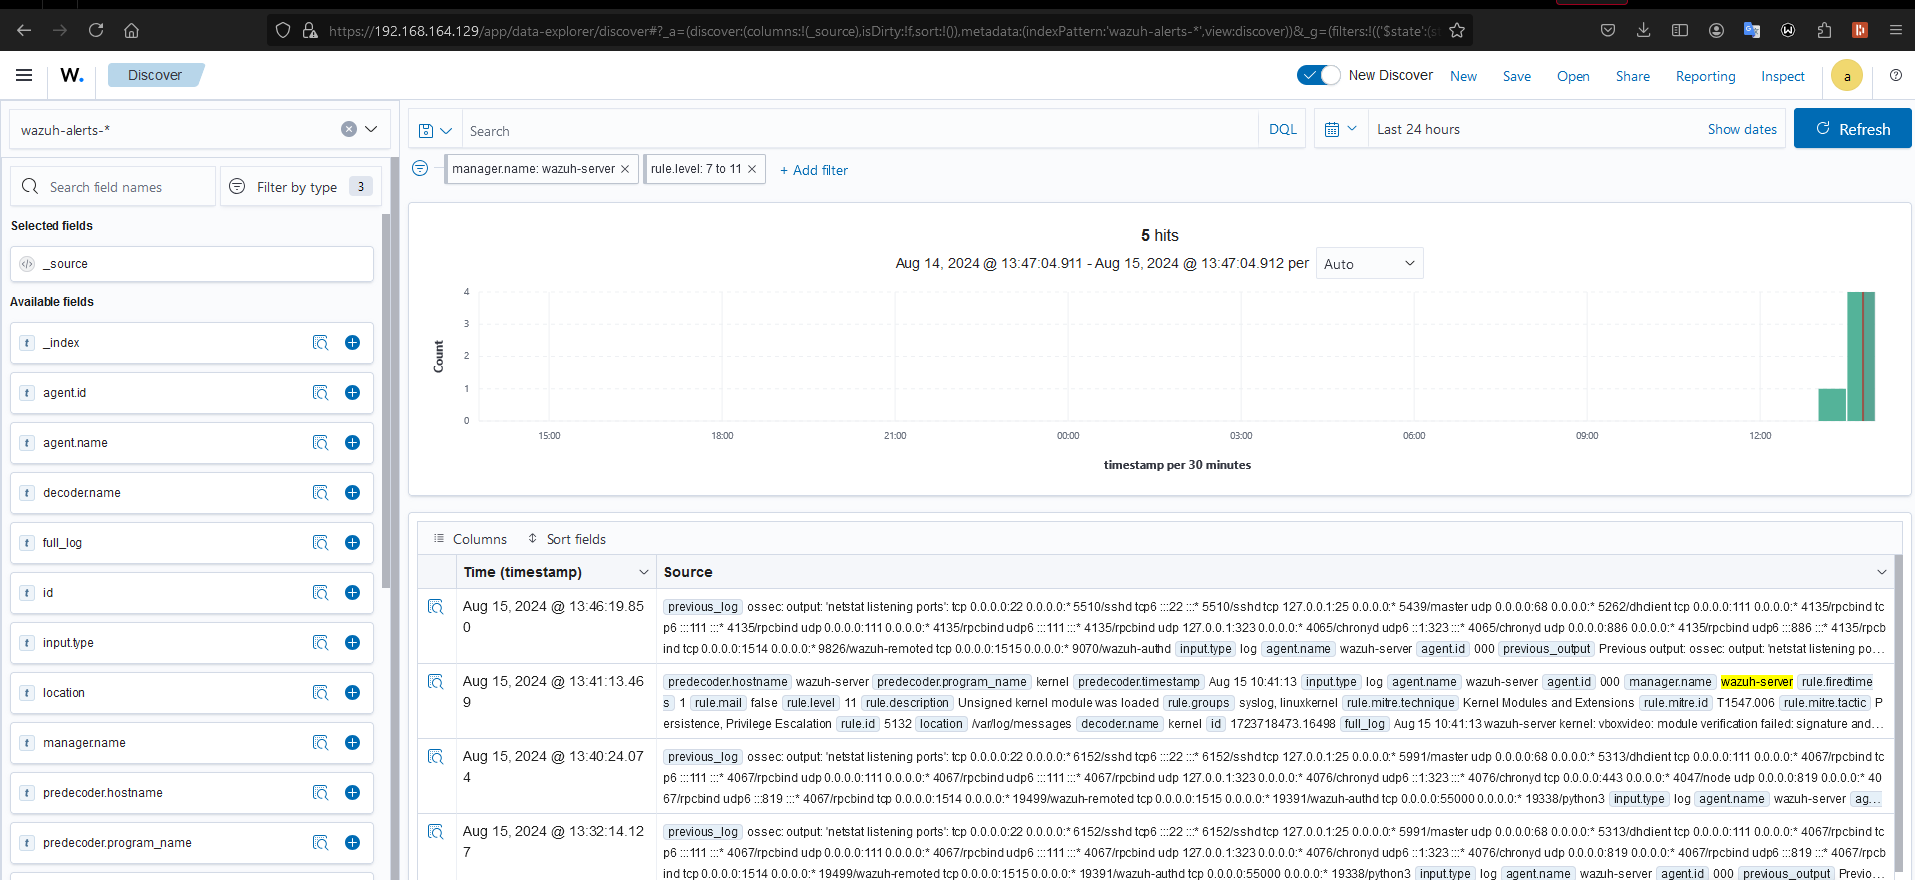 https://192.168.164.129/app/data-explorer/discover#?_a=(discover:(columns:!(_source),isDirty:!f,sort:!()),metadata:(indexPattern:'wazuh-alerts-*',view:discover))&_g=(filters:!(('$state':(s
W.
Discover
New Discover
New
Save
Open
Share
Reporting
Inspect
a
wazuh-alerts-*
Search
DQL
Last 24 hours
Show dates
Refresh
manager.name: wazuh-server
rule.level: 7 to 11
+ Add filter
Search field names
Filter by type 3
Selected fields
_source
Available fields
t _index
t agent.id
t agent.name
t decoder.name
t full_log
t id
t input.type
t location
t manager.name
t predecoder.hostname
t predecoder.program_name
5 hits
Aug 14, 2024 @ 13:47:04.911 - Aug 15, 2024 @ 13:47:04.912 per Auto
Count
4
3
2
1
0
15:00 18:00 21:00 00:00 03:00 06:00 09:00 12:00
timestamp per 30 minutes
Columns Sort fields
Time (timestamp) Source
Aug 15, 2024 @ 13:46:19.85
0
previous_log ossec: output: 'netstat listening ports': tcp 0.0.0.0:22 0.0.0.0:* 5510/sshd tcp6 :::22 :::* 5510/sshd tcp 127.0.0.1:25 0.0.0.0:* 5439/master udp 0.0.0.0:68 0.0.0.0:* 5262/dhclient tcp 0.0.0.0:111 0.0.0.0:* 4135/rpcbind tc
p6 :::111 :::* 4135/rpcbind udp 0.0.0.0:111 0.0.0.0:* 4135/rpcbind udp6 :::111 :::* 4135/rpcbind udp 127.0.0.1:323 0.0.0.0:* 4065/chronyd udp6 ::1:323 :::* 4065/chronyd udp 0.0.0.0:886 0.0.0.0:* 4135/rpcbind udp6 :::886 :::* 4135/rpc
bind tcp 0.0.0.0:1514 0.0.0.0:* 9826/wazuh-remoted tcp 0.0.0.0:1515 0.0.0.0:* 9070/wazuh-authd input.type log agent.name wazuh-server agent.id 000 previous_output Previous output: ossec: output: 'netstat listening po...
Aug 15, 2024 @ 13:41:13.46
9
predecoder.hostname wazuh-server predecoder.program_name kernel predecoder.timestamp Aug 15 10:41:13 input.type log agent.name wazuh-server agent.id 000 manager.name wazuh-server rule.firedtime
s 1 rule.mail false rule.level 11 rule.description Unsigned kernel module was loaded rule.groups syslog, linuxkernel rule.mitre.technique Kernel Modules and Extensions rule.mitre.id T1547.006 rule.mitre.tactic P
ersistence, Privilege Escalation rule.id 5132 location /var/log/messages decoder.name kernel id 1723718473.16498 full_log Aug 15 10:41:13 wazuh-server kernel: vboxvideo: module verification failed: signature and...
Aug 15, 2024 @ 13:40:24.07
4
previous_log ossec: output: 'netstat listening ports': tcp 0.0.0.0:22 0.0.0.0:* 6152/sshd tcp6 :::22 :::* 6152/sshd tcp 127.0.0.1:25 0.0.0.0:* 5991/master udp 0.0.0.0:68 0.0.0.0:* 5313/dhclient tcp 0.0.0.0:111 0.0.0.0:* 4067/rpcbind tc
p6 :::111 :::* 4067/rpcbind udp 0.0.0.0:111 0.0.0.0:* 4067/rpcbind udp6 :::111 :::* 4067/rpcbind udp 127.0.0.1:323 0.0.0.0:* 4076/chronyd udp6 ::1:323 :::* 4076/chronyd tcp 0.0.0.0:443 0.0.0.0:* 4047/node udp 0.0.0.0:819 0.0.0.0:* 40
67/rpcbind udp6 :::819 :::* 4067/rpcbind tcp 0.0.0.0:1514 0.0.0.0:* 19499/wazuh-remoted tcp 0.0.0.0:1515 0.0.0.0:* 19391/wazuh-authd tcp 0.0.0.0:55000 0.0.0.0:* 19338/python3 input.type log agent.name wazuh-server ag...
Aug 15, 2024 @ 13:32:14.12
7
previous_log ossec: output: 'netstat listening ports': tcp 0.0.0.0:22 0.0.0.0:* 6152/sshd tcp6 :::22 :::* 6152/sshd tcp 127.0.0.1:25 0.0.0.0:* 5991/master udp 0.0.0.0:68 0.0.0.0:* 5313/dhclient tcp 0.0.0.0:111 0.0.0.0:* 4067/rpcbind tc
p6 :::111 :::* 4067/rpcbind udp 0.0.0.0:111 0.0.0.0:* 4067/rpcbind udp6 :::111 :::* 4067/rpcbind udp 127.0.0.1:323 0.0.0.0:* 4076/chronyd udp6 ::1:323 :::* 4076/chronyd udp 0.0.0.0:819 0.0.0.0:* 4067/rpcbind udp6 :::819 :::* 4067/rpc
bind tcp 0.0.0.0:1514 0.0.0.0:* 19499/wazuh-remoted tcp 0.0.0.0:1515 0.0.0.0:* 19391/wazuh-authd tcp 0.0.0.0:55000 0.0.0.0:* 19338/python3 input.type log agent.name wazuh-server agent.id 000 previous_output Previo...